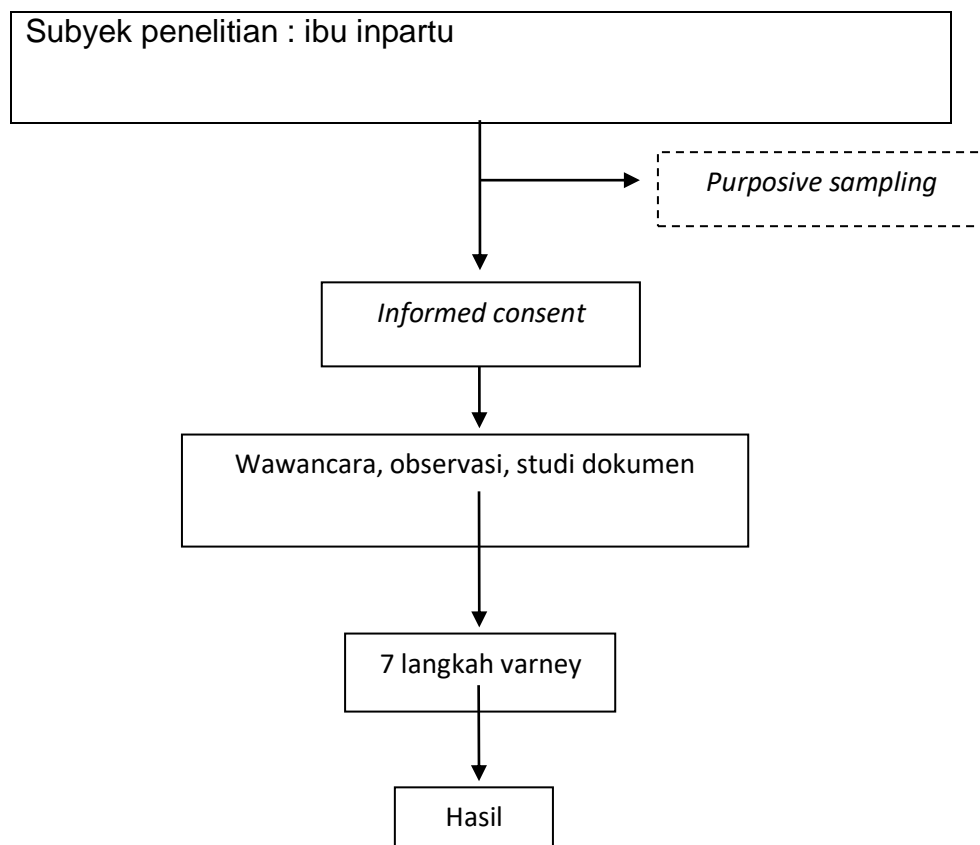 Subyek penelitian : ibu inpartu
Purposive sampling
Informed consent
Wawancara, observasi, studi dokumen
7 langkah varney
Hasil